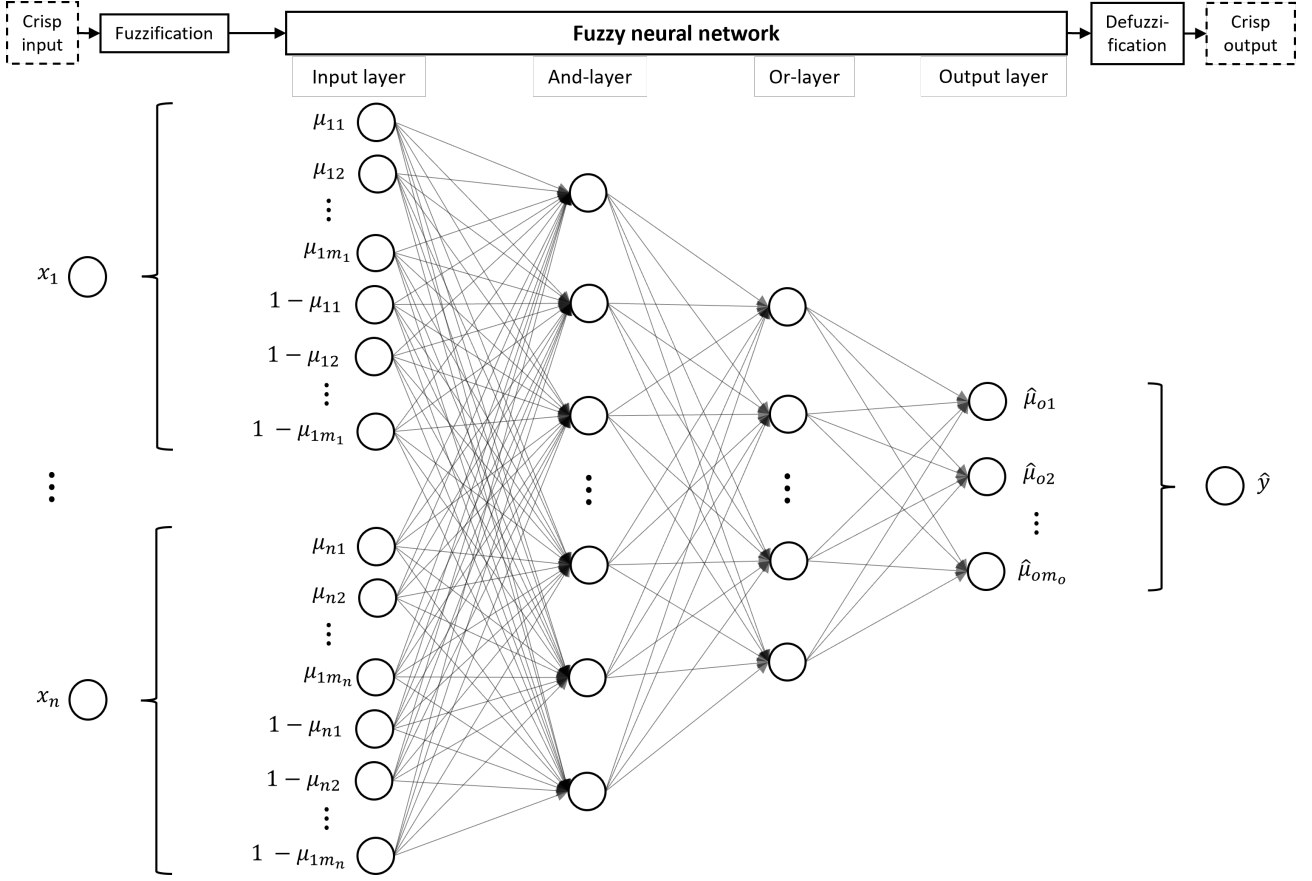 Crisp
input
Fuzzification
Fuzzy neural network
Defuzzi-
fication
Crisp
output
Input layer
And-layer
Or-layer
Output layer
μ₁₁
μ₁₂
⋮
μ₁ₘ₁
x₁
1 − μ₁₁
1 − μ₁₂
⋮
1 − μ₁ₘ₁
⋮
μₙ₁
μₙ₂
⋮
μ₁ₘₙ
xₙ
1 − μₙ₁
1 − μₙ₂
⋮
1 − μ₁ₘₙ
⋮
⋮
μ̂ₒ₁
μ̂ₒ₂
⋮
μ̂ₒₘₒ
ŷ